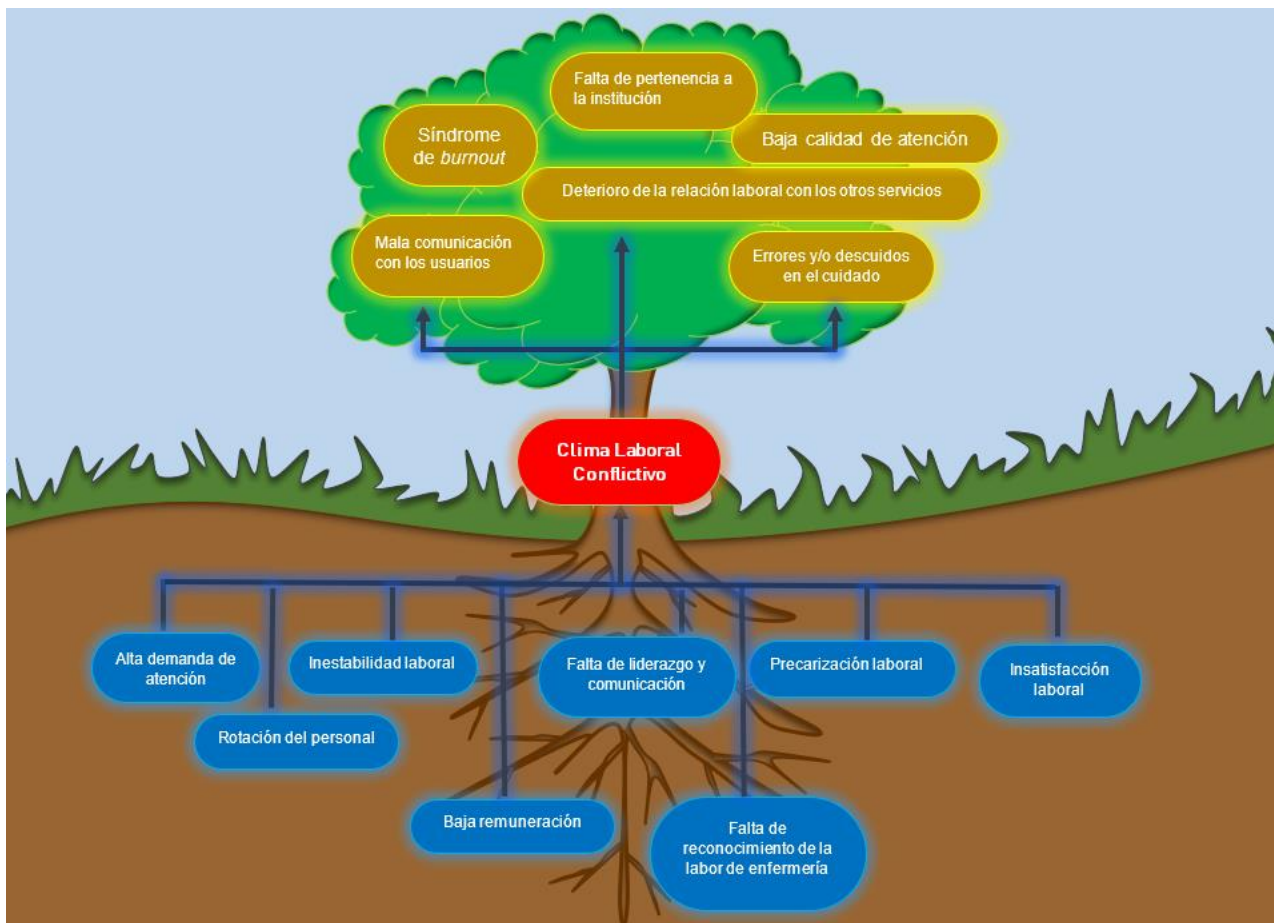 Falta de pertenencia a
la institución
Síndrome
de burnout
Baja calidad de atención
Deterioro de la relación laboral con los otros servicios
Mala comunicación
con los usuarios
Errores y/o descuidos
en el cuidado
Clima Laboral
Conflictivo
Alta demanda de
atención
Inestabilidad laboral
Falta de liderazgo y
comunicación
Precarización laboral
Insatisfacción
laboral
Rotación del personal
Baja remuneración
Falta de
reconocimiento de la
labor de enfermería